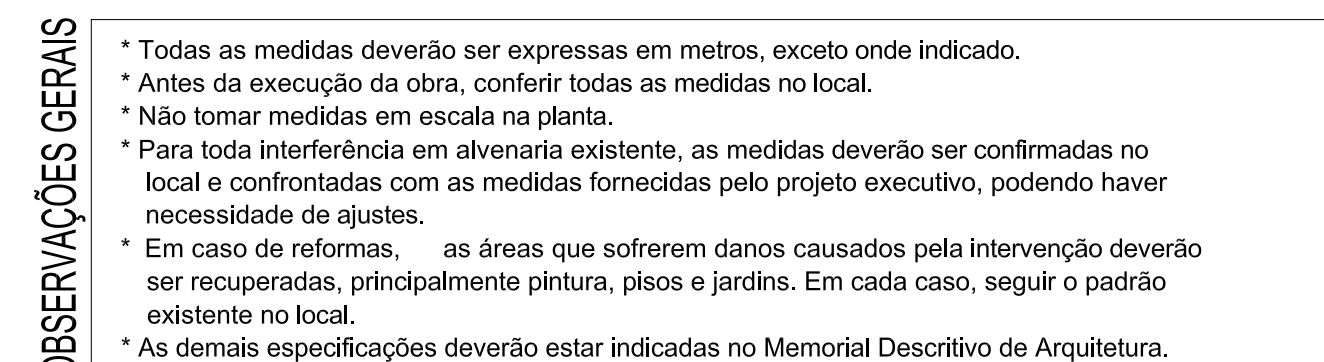 OBSERVAÇÕES GERAIS
* Todas as medidas deverão ser expressas em metros, exceto onde indicado.
* Antes da execução da obra, conferir todas as medidas no local.
* Não tomar medidas em escala na planta.
* Para toda interferência em alvenaria existente, as medidas deverão ser confirmadas no
local e confrontadas com as medidas fornecidas pelo projeto executivo, podendo haver
necessidade de ajustes.
* Em caso de reformas, as áreas que sofrerem danos causados pela intervenção deverão
ser recuperadas, principalmente pintura, pisos e jardins. Em cada caso, seguir o padrão
existente no local.
* As demais especificações deverão estar indicadas no Memorial Descritivo de Arquitetura.